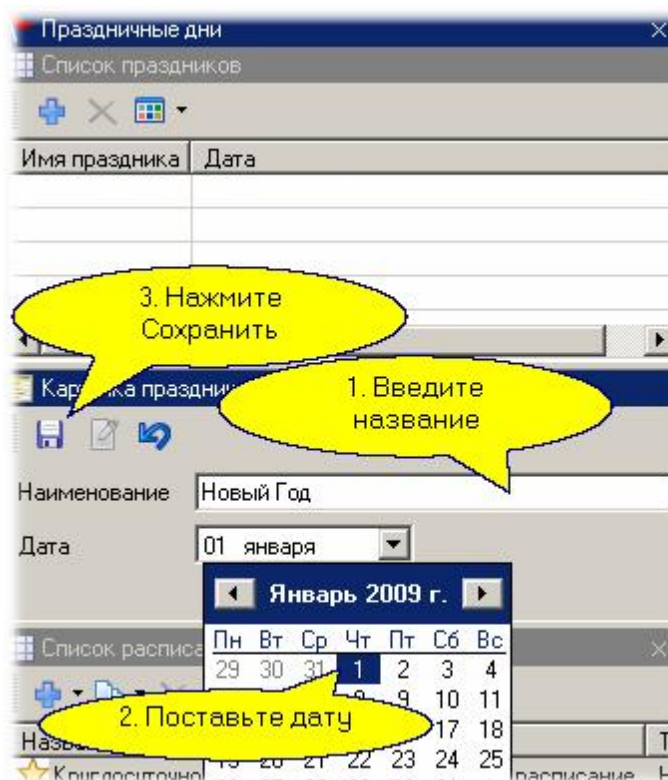 Праздничные дни
Список праздников
Имя праздника Дата
3. Нажмите
Сохранить
1. Введите
название
Наименование Новый Год
Дата 01 января
Январь 2009 г.
Пн Вт Ср Чт Пт Сб Вс
29 30 31 1 2 3 4
9 10 11
2. Поставьте дату
17 18
22 23 24 25
Список